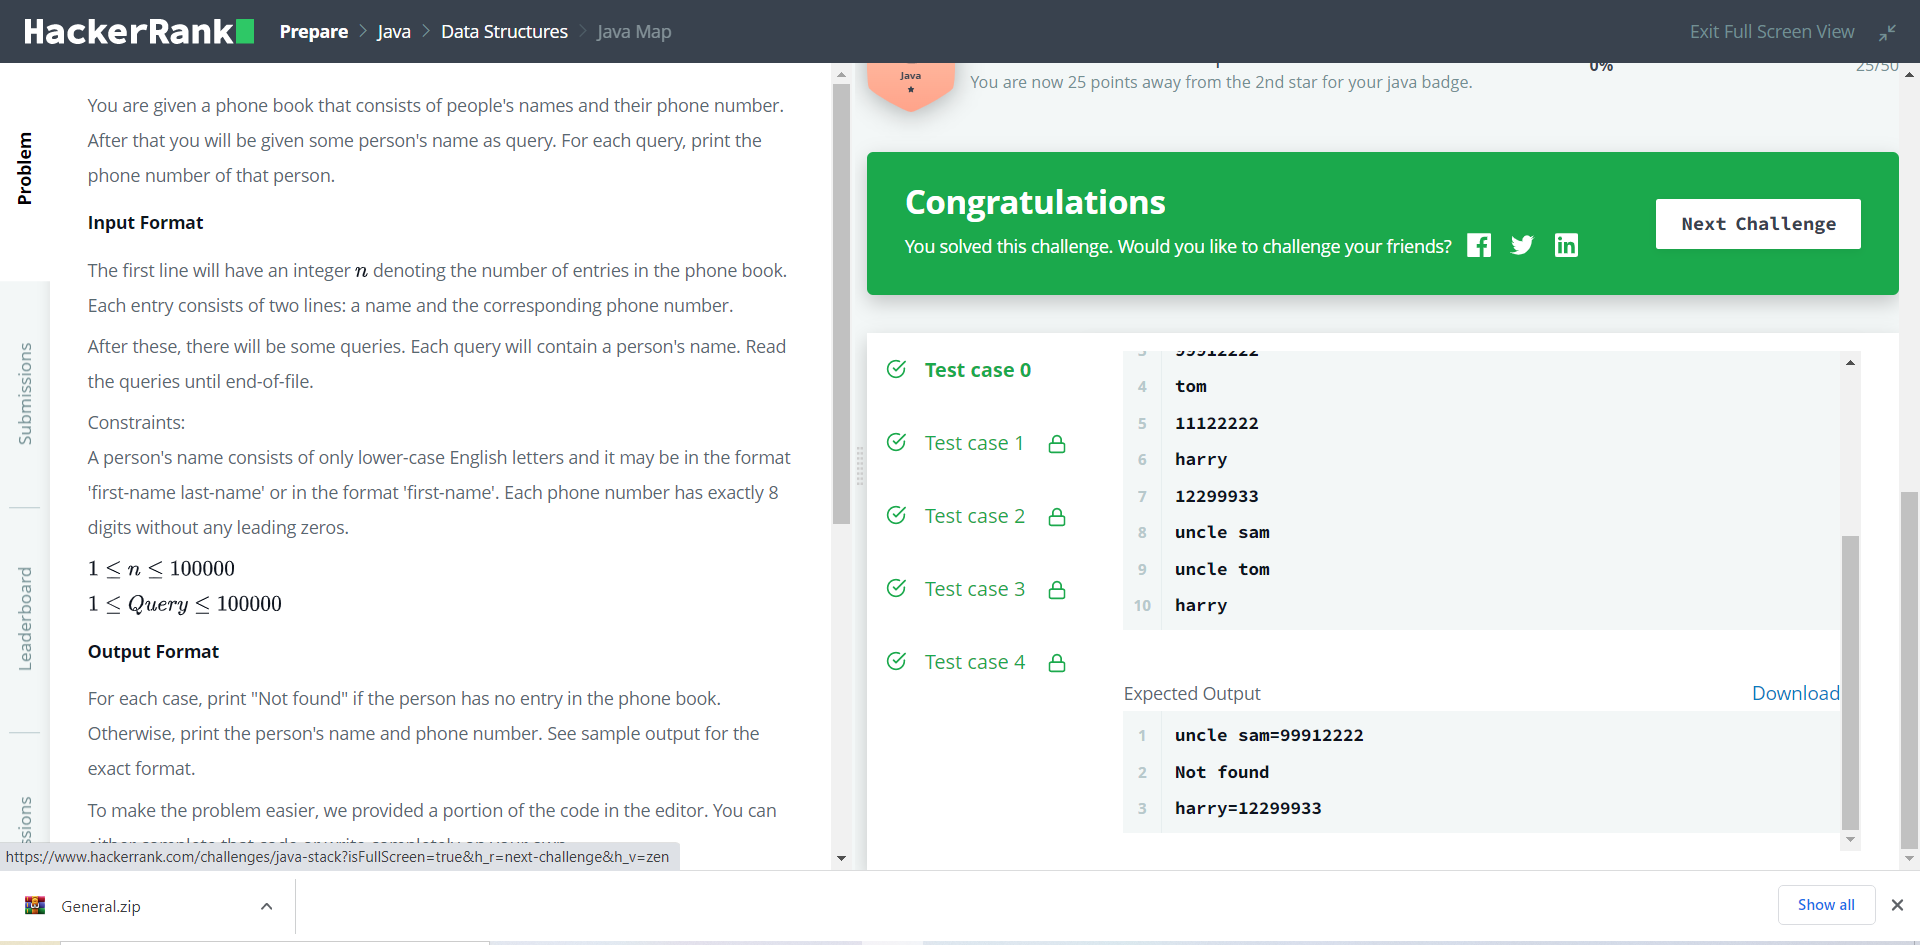 HackerRank Prepare Java Data Structures Java Map Exit Full Screen View
Problem
Submissions
Leaderboard
You are given a phone book that consists of people's names and their phone number.
After that you will be given some person's name as query. For each query, print the
phone number of that person.
Input Format
The first line will have an integer n denoting the number of entries in the phone book.
Each entry consists of two lines: a name and the corresponding phone number.
After these, there will be some queries. Each query will contain a person's name. Read
the queries until end-of-file.
Constraints:
A person's name consists of only lower-case English letters and it may be in the format
'first-name last-name' or in the format 'first-name'. Each phone number has exactly 8
digits without any leading zeros.
1 ≤ n ≤ 100000
1 ≤ Query ≤ 100000
Output Format
For each case, print "Not found" if the person has no entry in the phone book.
Otherwise, print the person's name and phone number. See sample output for the
exact format.
To make the problem easier, we provided a portion of the code in the editor. You can
https://www.hackerrank.com/challenges/java-stack?isFullScreen=true&h_r=next-challenge&h_v=zen
Java
You are now 25 points away from the 2nd star for your java badge.
0%
25/50
Congratulations
You solved this challenge. Would you like to challenge your friends?
Next Challenge
Test case 0
Test case 1
Test case 2
Test case 3
Test case 4
3 99912222
4 tom
5 11122222
6 harry
7 12299933
8 uncle sam
9 uncle tom
10 harry
Expected Output Download
1 uncle sam=99912222
2 Not found
3 harry=12299933
General.zip
Show all